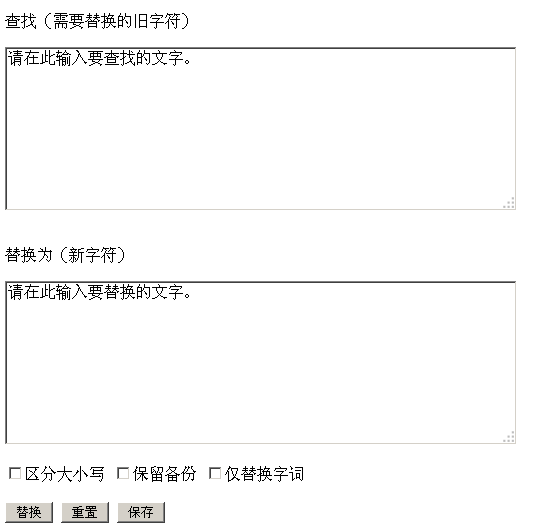 查找（需要替换的旧字符）
请在此输入要查找的文字。
替换为（新字符）
请在此输入要替换的文字。
区分大小写 保留备份 仅替换字词
替换 重置 保存